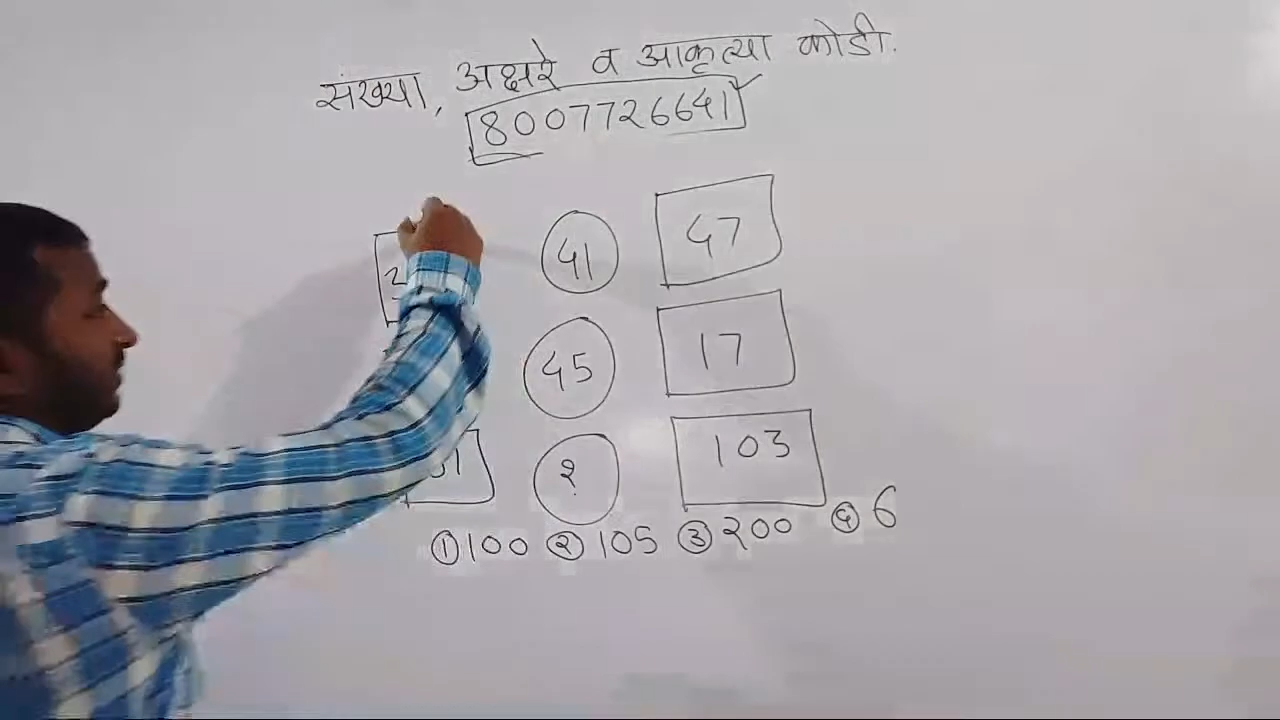 संख्या, अक्षरे व आकृत्या कोडी.
8007726641
41 47
45 17
? 103
① 100 ② 105 ③ 200 ④ 6